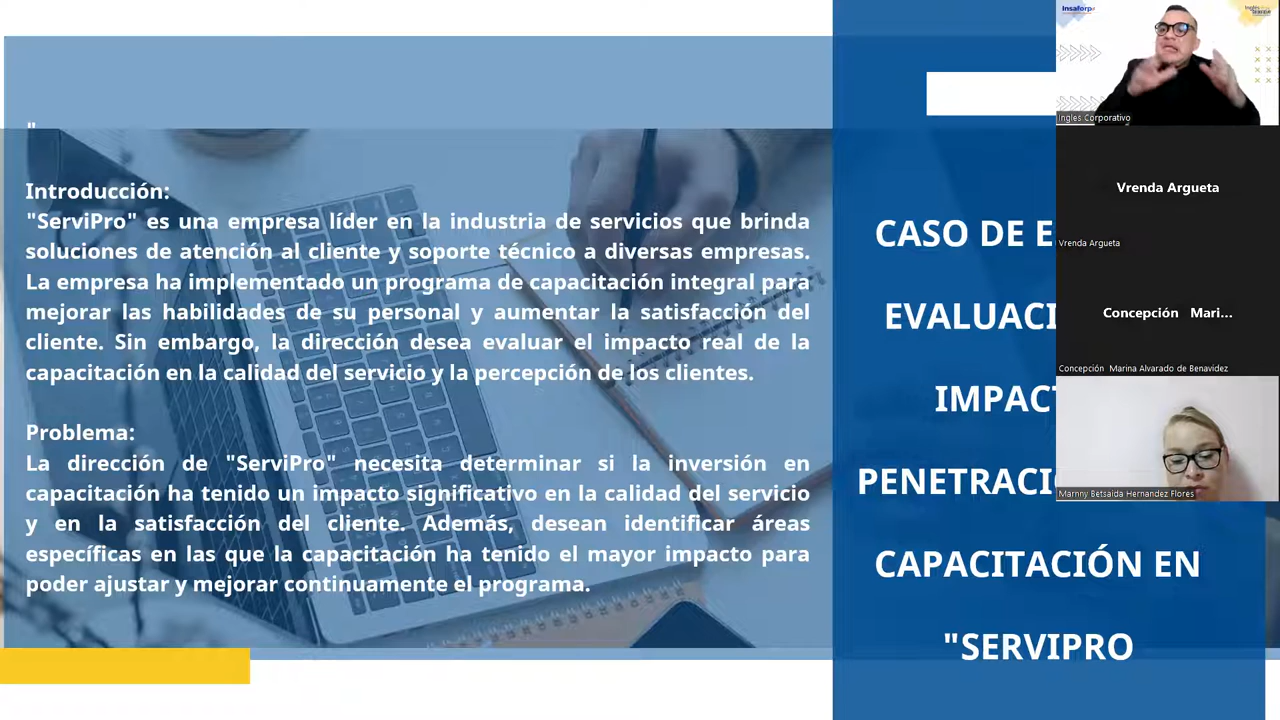 "
Introducción:
"ServiPro" es una empresa líder en la industria de servicios que brinda
soluciones de atención al cliente y soporte técnico a diversas empresas.
La empresa ha implementado un programa de capacitación integral para
mejorar las habilidades de su personal y aumentar la satisfacción del
cliente. Sin embargo, la dirección desea evaluar el impacto real de la
capacitación en la calidad del servicio y la percepción de los clientes.
Problema:
La dirección de "ServiPro" necesita determinar si la inversión en
capacitación ha tenido un impacto significativo en la calidad del servicio
y en la satisfacción del cliente. Además, desean identificar áreas
específicas en las que la capacitación ha tenido el mayor impacto para
poder ajustar y mejorar continuamente el programa.
CASO DE E
EVALUACI
IMPAC
PENETRACI
CAPACITACIÓN EN
"SERVIPRO
insaforp
Ingles Corporativo
Vrenda Argueta
Vrenda Argueta
Concepción Mari...
Concepción Marina Alvarado de Benavidez
Marnny Betsaida Hernandez Flores